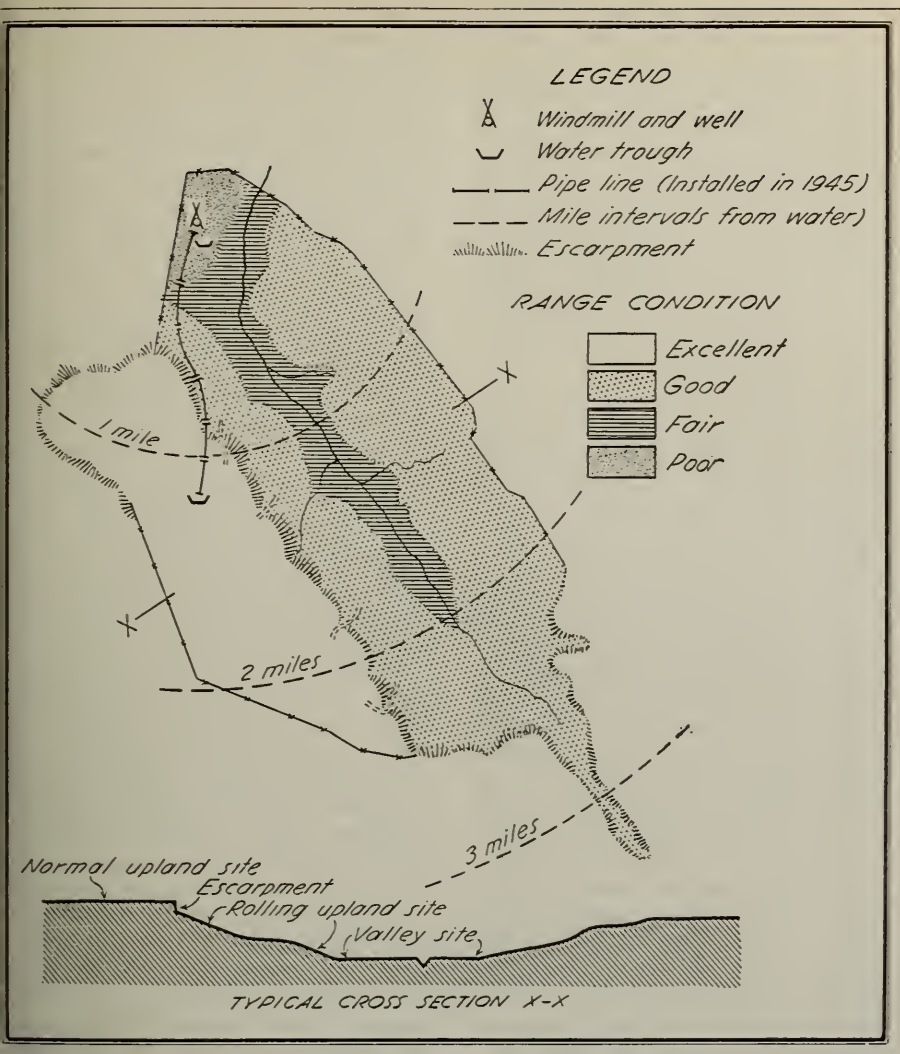 LEGEND
Windmill and well
Water trough
Pipe line (Installed in 1945)
Mile intervals from water)
Escarpment
RANGE CONDITION
Excellent
Good
Fair
Poor
X
1 mile
X
2 miles
3 miles
Normal upland site
Escarpment
Rolling upland site
Valley site
TYPICAL CROSS SECTION X-X